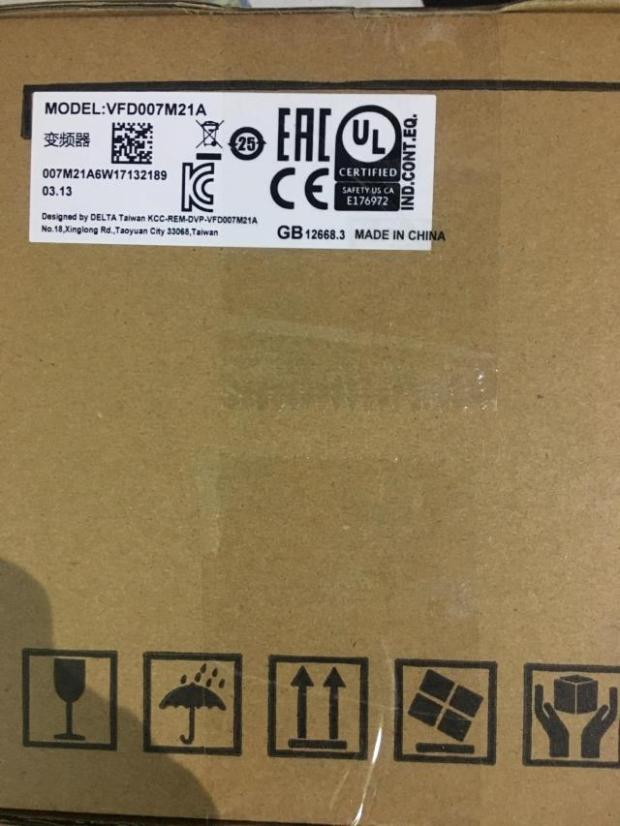 MODEL:VFD007M21A
变频器
25
EAC
UL
CERTIFIED
SAFETY:US CA
E176972
IND.CONT.EQ.
007M21A6W17132189
03.13
KC
CE
Designed by DELTA Taiwan KCC-REM-DVP-VFD007M21A
No.18,Xinglong Rd.,Taoyuan City 33068,Taiwan
GB12668.3 MADE IN CHINA